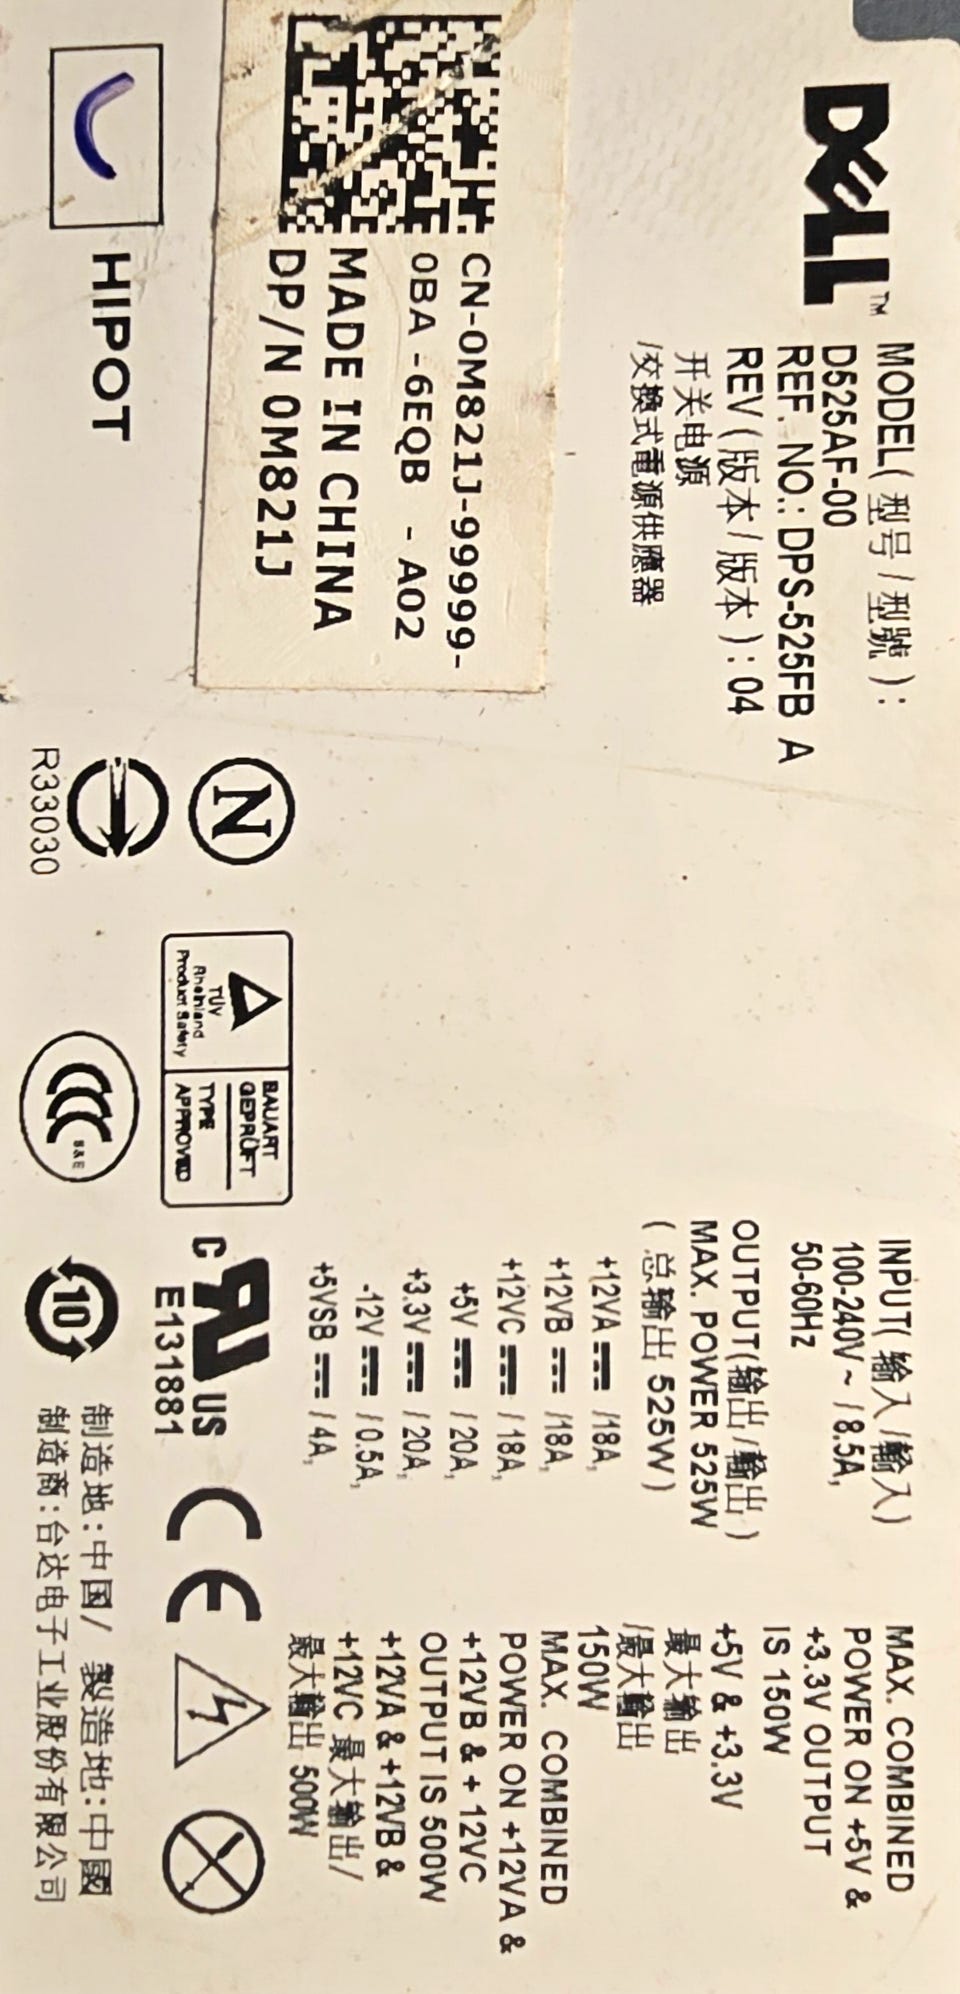 DELL™
MODEL( 型号 / 型號 ) :
D525AF-00
REF. NO.: DPS-525FB A
REV ( 版本 / 版本 ) : 04
开关电源
/交換式電源供應器
INPUT( 输入 /輸入 )
100-240V ~ / 8.5A,
50-60Hz
OUTPUT(输出/輸出 )
MAX. POWER 525W
( 总输出 525W )
+12VA ⎓ /18A,
+12VB ⎓ /18A,
+12VC ⎓ / 18A,
+5V ⎓ / 20A,
+3.3V ⎓ / 20A,
-12V ⎓ / 0.5A,
+5VSB ⎓ / 4A,
MAX. COMBINED
POWER ON +5V &
+3.3V OUTPUT
IS 150W
+5V & +3.3V
最大输出
/最大輸出
150W
MAX. COMBINED
POWER ON +12VA &
+12VB & + 12VC
OUTPUT IS 500W
+12VA & +12VB &
+12VC 最大输出/
最大輸出 500W
CN-0M821J-99999-
0BA -6EQB - A02
MADE IN CHINA
DP/N 0M821J
HIPOT
N
R33030
TÜV
Rheinland
Product Safety
BAUART
GEPRÜFT
TYPE
APPROVED
CCC
S&E
c RU US
E131881
10
CE
制造地:中国/ 製造地:中國
制造商:台达电子工业股份有限公司